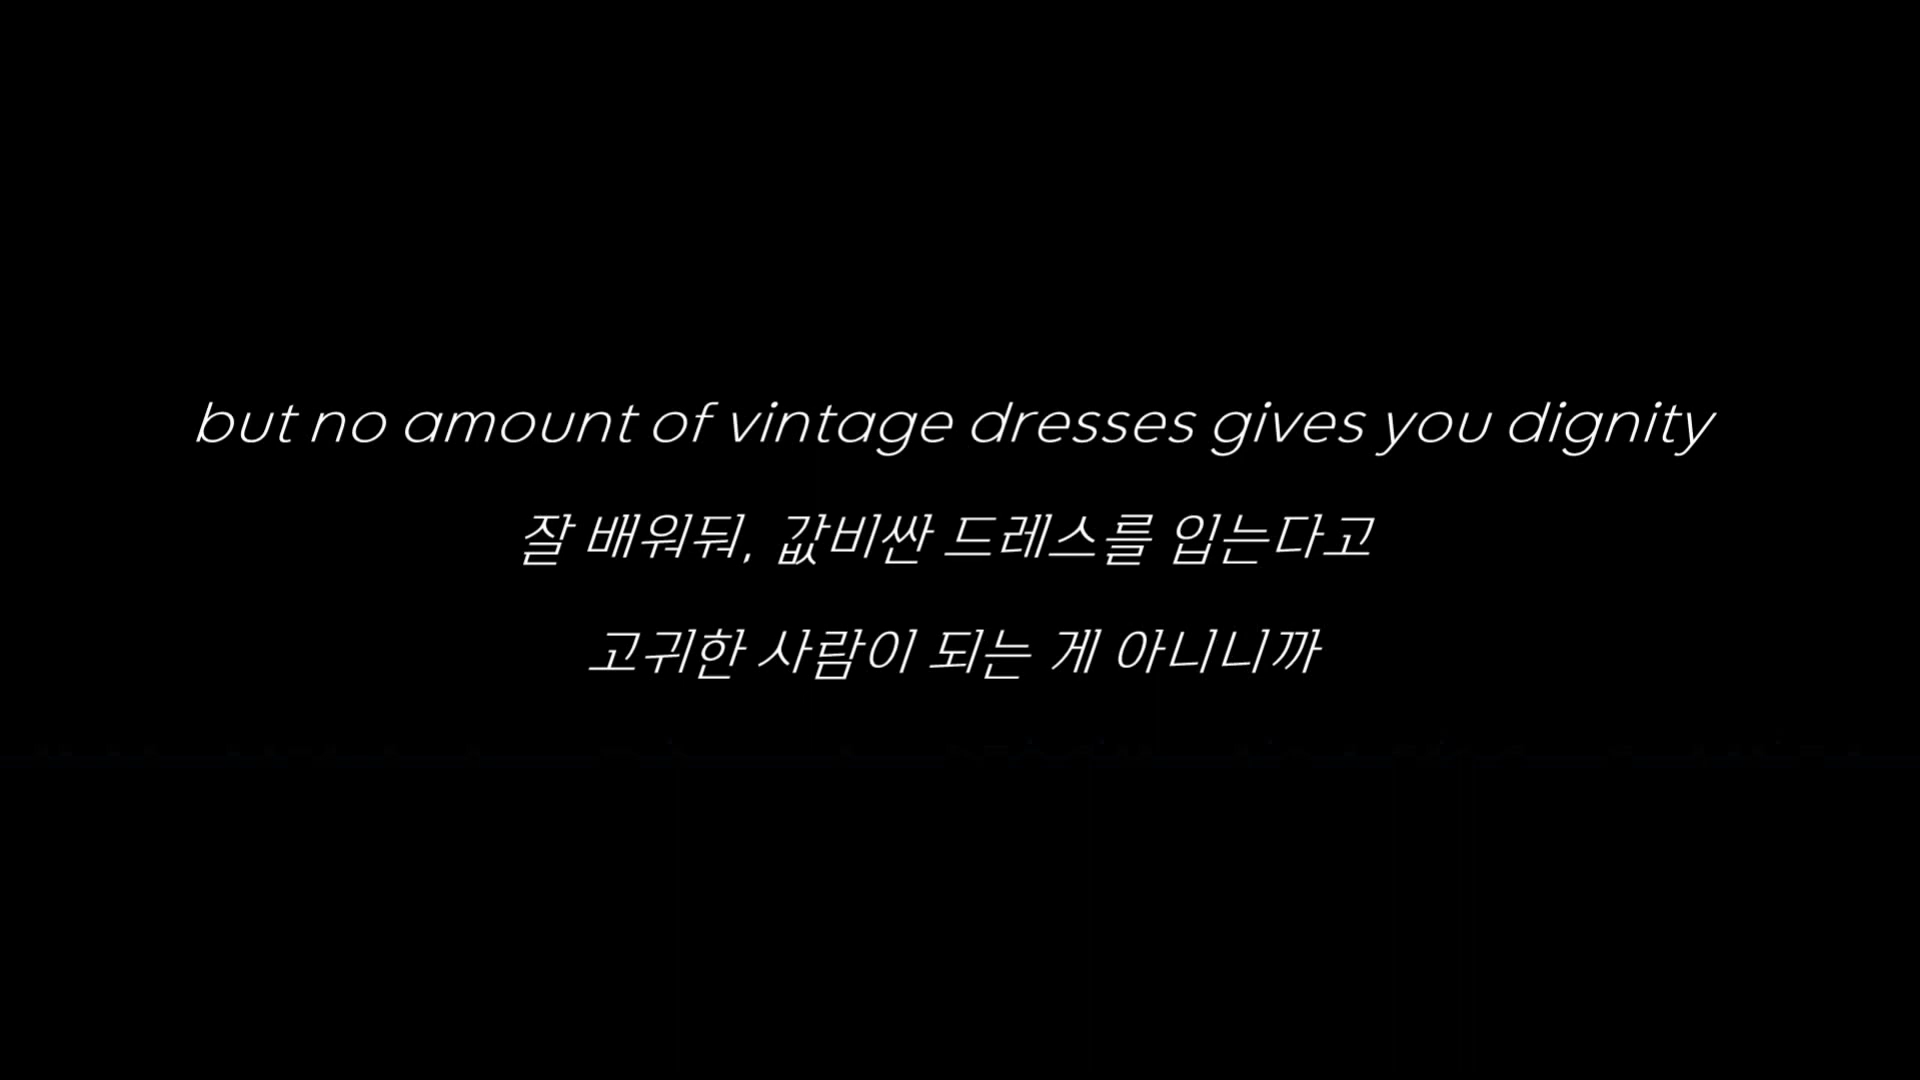 but no amount of vintage dresses gives you dignity
잘 배워둬, 값비싼 드레스를 입는다고
고귀한 사람이 되는 게 아니니까